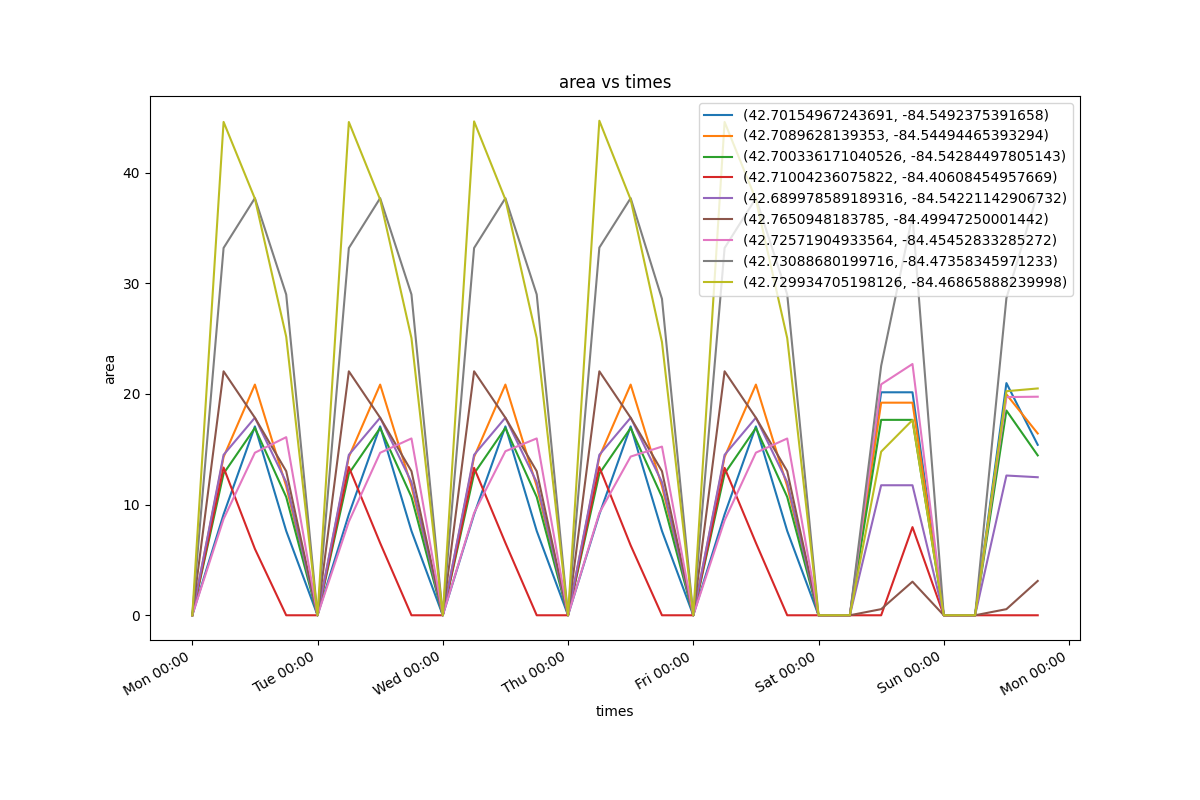 area vs times
(42.70154967243691, -84.5492375391658)
(42.7089628139353, -84.54494465393294)
(42.700336171040526, -84.54284497805143)
(42.71004236075822, -84.40608454957669)
(42.689978589189316, -84.54221142906732)
(42.7650948183785, -84.49947250001442)
(42.72571904933564, -84.45452833285272)
(42.73088680199716, -84.47358345971233)
(42.729934705198126, -84.46865888239998)
area
40
30
20
10
0
Mon 00:00
Tue 00:00
Wed 00:00
Thu 00:00
Fri 00:00
Sat 00:00
Sun 00:00
Mon 00:00
times